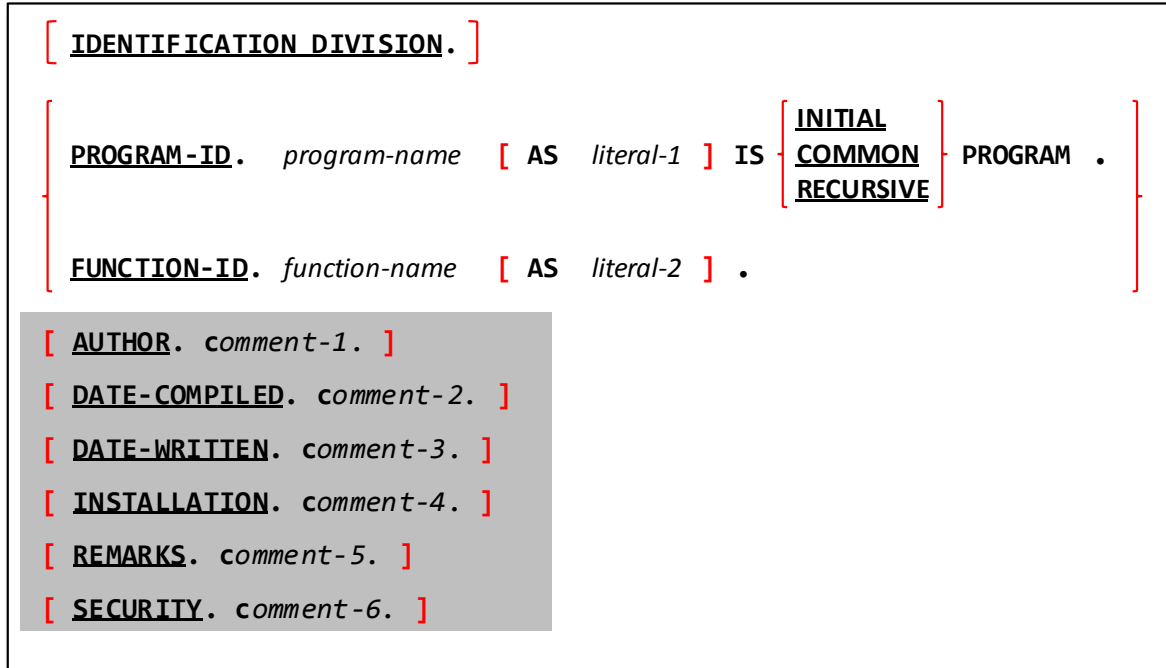 [ IDENTIFICATION DIVISION. ]
INITIAL
PROGRAM-ID. program-name [ AS literal-1 ] IS COMMON PROGRAM .
RECURSIVE
FUNCTION-ID. function-name [ AS literal-2 ] .
[ AUTHOR. comment-1. ]
[ DATE-COMPILED. comment-2. ]
[ DATE-WRITTEN. comment-3. ]
[ INSTALLATION. comment-4. ]
[ REMARKS. comment-5. ]
[ SECURITY. comment-6. ]